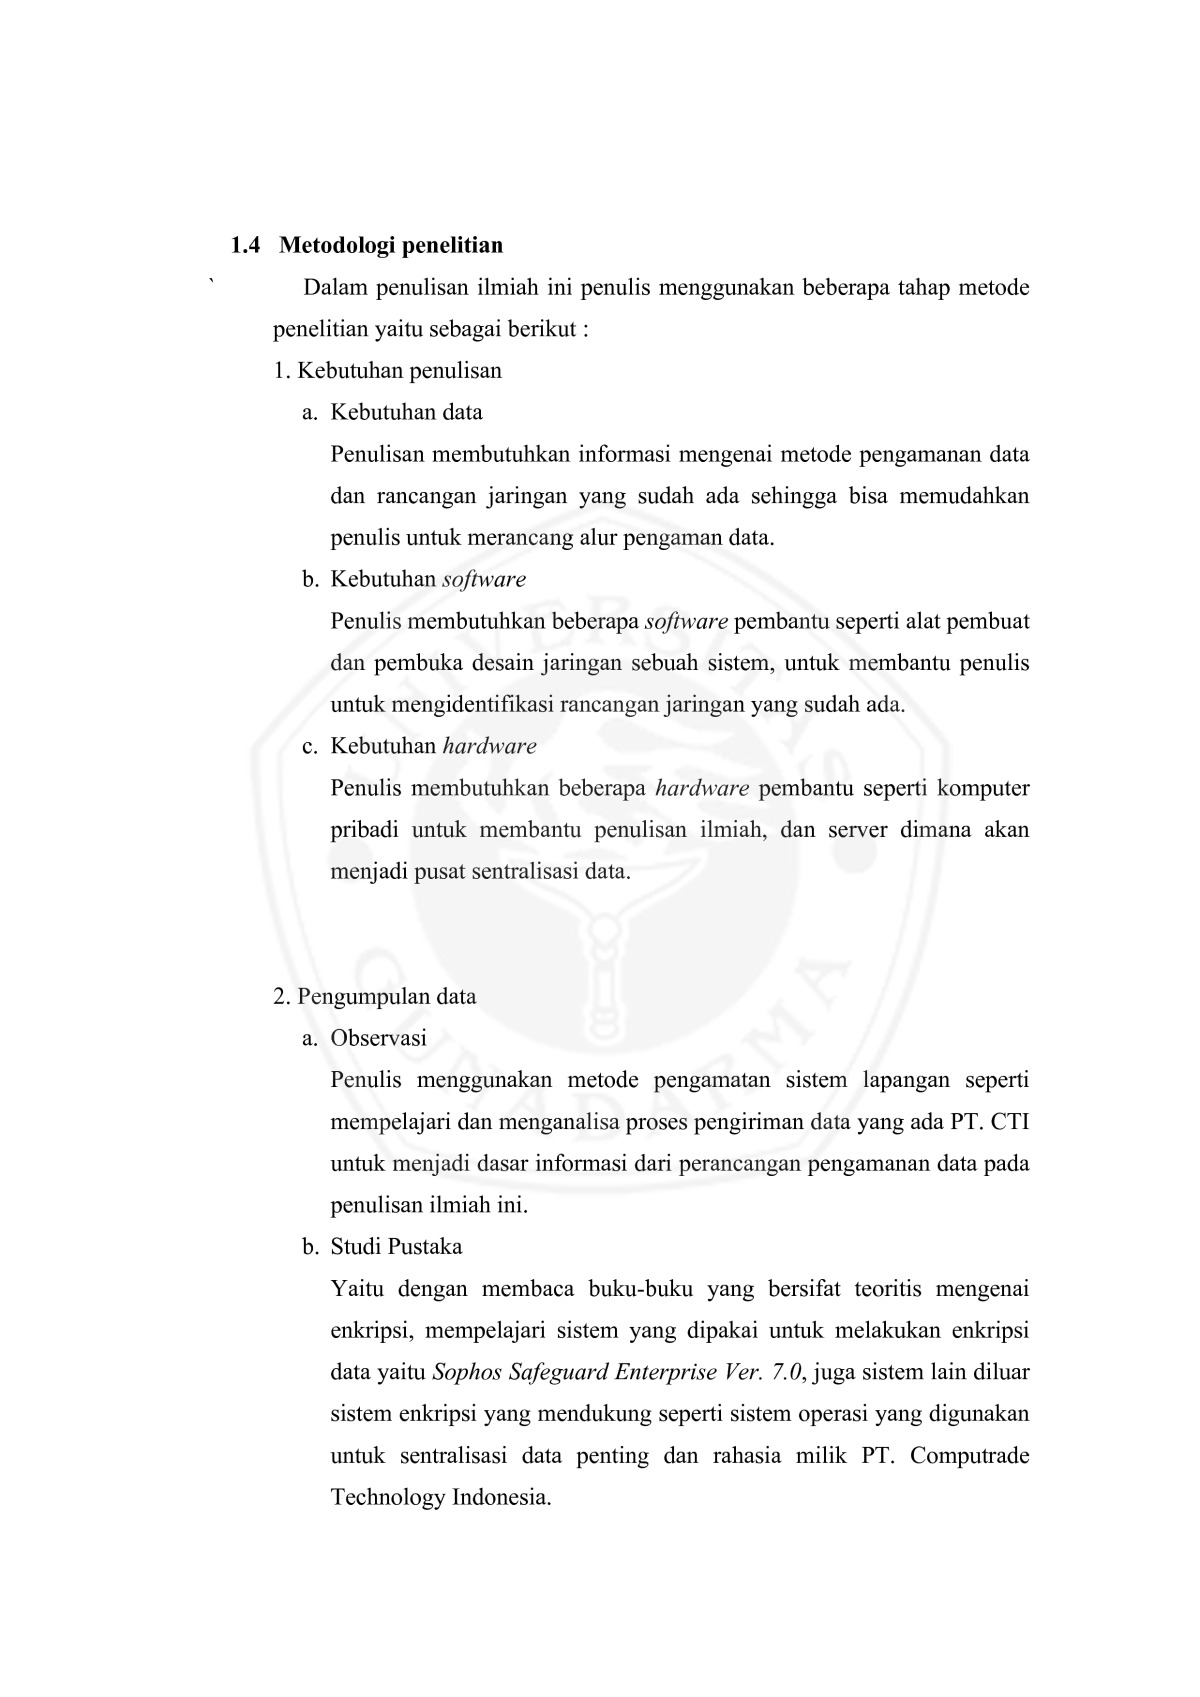 1.4 Metodologi penelitian
` Dalam penulisan ilmiah ini penulis menggunakan beberapa tahap metode
penelitian yaitu sebagai berikut :
1. Kebutuhan penulisan
a. Kebutuhan data
Penulisan membutuhkan informasi mengenai metode pengamanan data
dan rancangan jaringan yang sudah ada sehingga bisa memudahkan
penulis untuk merancang alur pengaman data.
b. Kebutuhan software
Penulis membutuhkan beberapa software pembantu seperti alat pembuat
dan pembuka desain jaringan sebuah sistem, untuk membantu penulis
untuk mengidentifikasi rancangan jaringan yang sudah ada.
c. Kebutuhan hardware
Penulis membutuhkan beberapa hardware pembantu seperti komputer
pribadi untuk membantu penulisan ilmiah, dan server dimana akan
menjadi pusat sentralisasi data.
2. Pengumpulan data
a. Observasi
Penulis menggunakan metode pengamatan sistem lapangan seperti
mempelajari dan menganalisa proses pengiriman data yang ada PT. CTI
untuk menjadi dasar informasi dari perancangan pengamanan data pada
penulisan ilmiah ini.
b. Studi Pustaka
Yaitu dengan membaca buku-buku yang bersifat teoritis mengenai
enkripsi, mempelajari sistem yang dipakai untuk melakukan enkripsi
data yaitu Sophos Safeguard Enterprise Ver. 7.0, juga sistem lain diluar
sistem enkripsi yang mendukung seperti sistem operasi yang digunakan
untuk sentralisasi data penting dan rahasia milik PT. Computrade
Technology Indonesia.
UNIVERSITAS
GUNADARMA